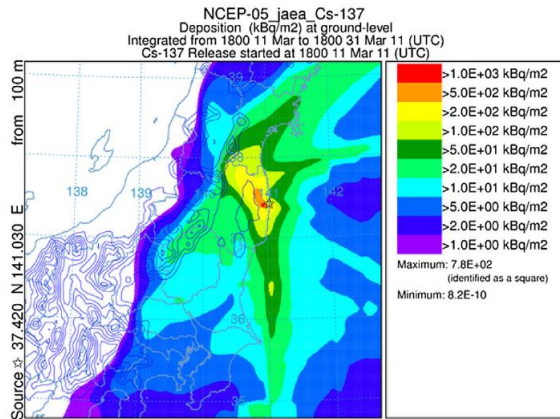 NCEP-05_jaea_Cs-137
Deposition (kBq/m2) at ground-level
Integrated from 1800 11 Mar to 1800 31 Mar 11 (UTC)
Cs-137 Release started at 1800 11 Mar 11 (UTC)
Source ☆ 37.420 N 141.030 E from 100 m
39
138
139
141
142
36
35
>1.0E+03 kBq/m2
>5.0E+02 kBq/m2
>2.0E+02 kBq/m2
>1.0E+02 kBq/m2
>5.0E+01 kBq/m2
>2.0E+01 kBq/m2
>1.0E+01 kBq/m2
>5.0E+00 kBq/m2
>2.0E+00 kBq/m2
>1.0E+00 kBq/m2
Maximum: 7.8E+02
(identified as a square)
Minimum: 8.2E-10